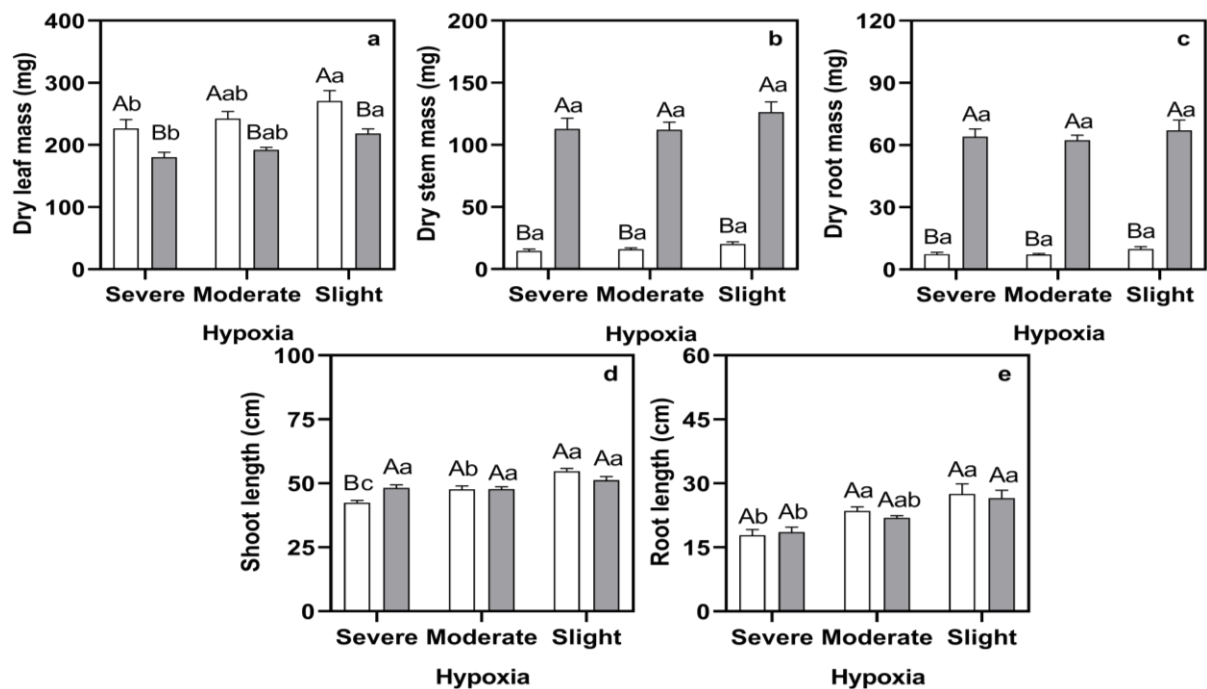 a
Dry leaf mass (mg)
400
300
200
100
0
Ab
Bb
Aab
Bab
Aa
Ba
Severe Moderate Slight
Hypoxia
b
Dry stem mass (mg)
200
150
100
50
0
Ba
Aa
Ba
Aa
Ba
Aa
Severe Moderate Slight
Hypoxia
c
Dry root mass (mg)
120
90
60
30
0
Ba
Aa
Ba
Aa
Ba
Aa
Severe Moderate Slight
Hypoxia
d
Shoot length (cm)
100
75
50
25
0
Bc
Aa
Ab
Aa
Aa
Aa
Severe Moderate Slight
Hypoxia
e
Root length (cm)
60
45
30
15
0
Ab
Ab
Aa
Aab
Aa
Aa
Severe Moderate Slight
Hypoxia